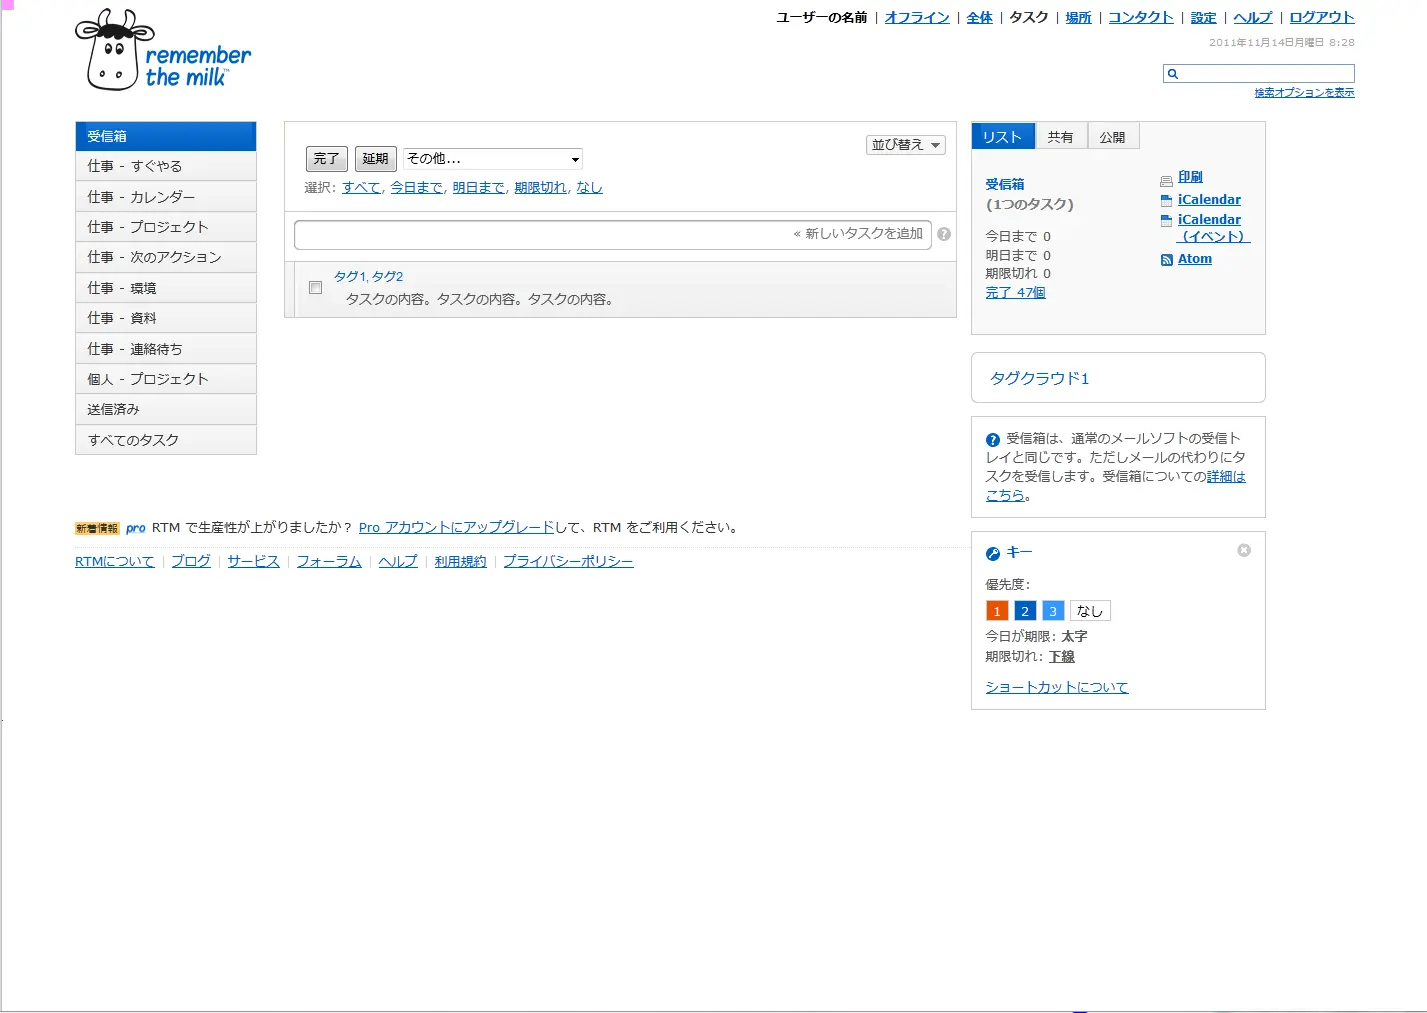 remember
the milk™
ユーザーの名前 | オフライン | 全体 | タスク | 場所 | コンタクト | 設定 | ヘルプ | ログアウト
2011年11月14日月曜日 8:28
検索オプションを表示
受信箱
仕事 - すぐやる
仕事 - カレンダー
仕事 - プロジェクト
仕事 - 次のアクション
仕事 - 環境
仕事 - 資料
仕事 - 連絡待ち
個人 - プロジェクト
送信済み
すべてのタスク
完了 延期 その他... 並び替え
選択: すべて, 今日まで, 明日まで, 期限切れ, なし
« 新しいタスクを追加 ?
タグ1, タグ2
タスクの内容。タスクの内容。タスクの内容。
リスト 共有 公開
受信箱
(1つのタスク)
今日まで 0
明日まで 0
期限切れ 0
完了 47個
印刷
iCalendar
iCalendar
(イベント)
Atom
タグクラウド1
? 受信箱は、通常のメールソフトの受信ト
レイと同じです。ただしメールの代わりにタ
スクを受信します。受信箱についての詳細は
こちら。
キー
優先度:
1 2 3 なし
今日が期限: 太字
期限切れ: 下線
ショートカットについて
新着情報 pro RTM で生産性が上がりましたか？ Pro アカウントにアップグレードして、RTM をご利用ください。
RTMについて | ブログ | サービス | フォーラム | ヘルプ | 利用規約 | プライバシーポリシー